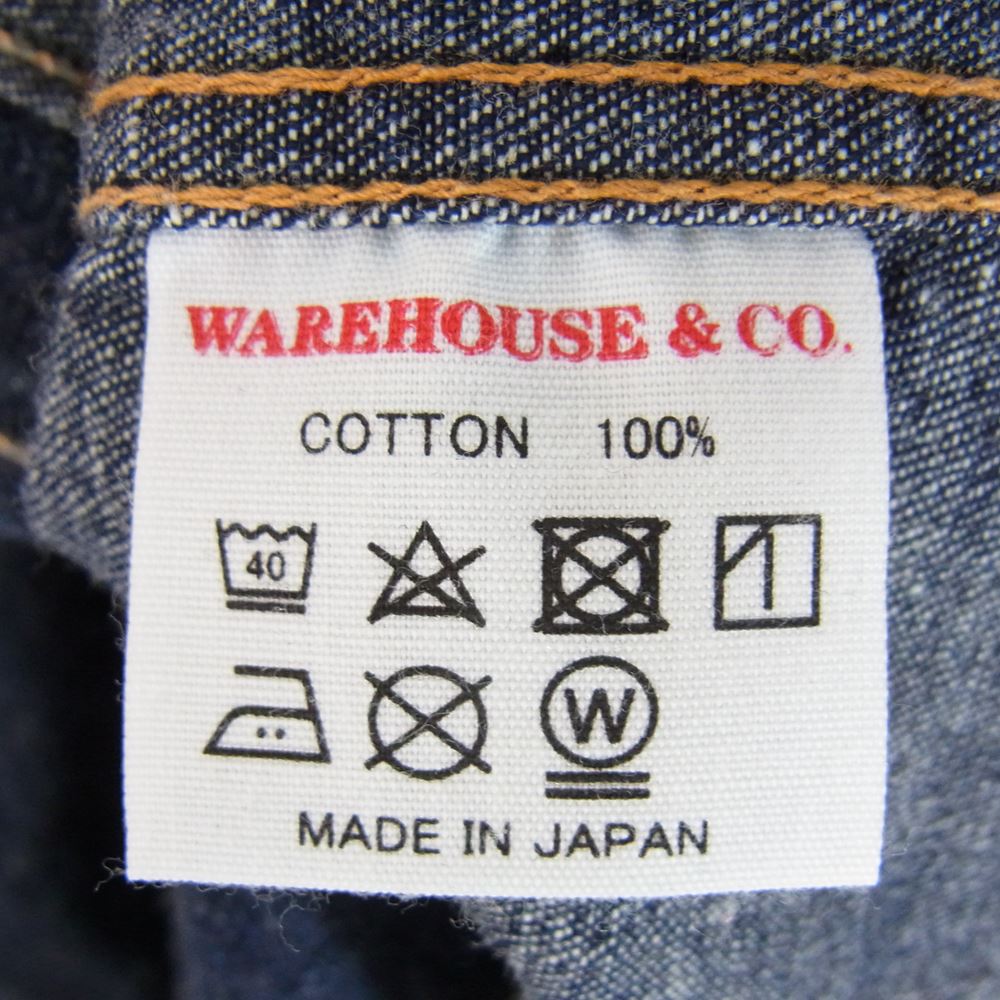 WAREHOUSE & CO.
COTTON 100%
40
W
MADE IN JAPAN